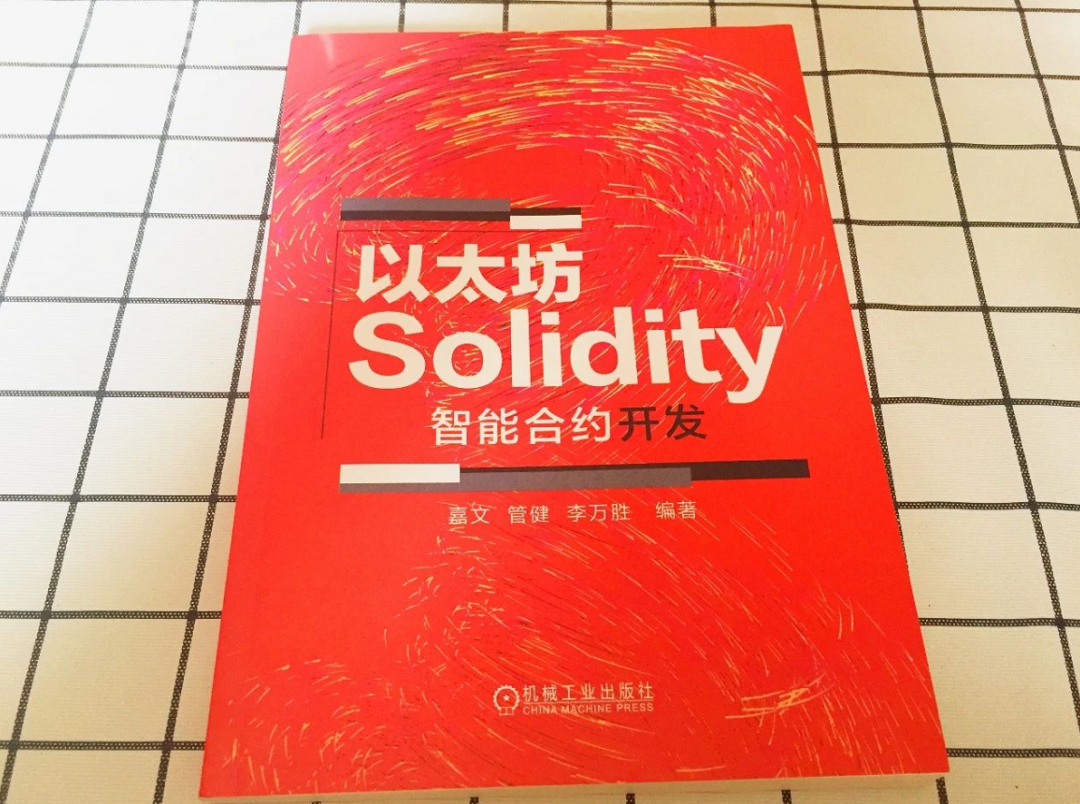 以太坊
Solidity
智能合约开发
嘉文 管健 李万胜 编著
机械工业出版社
CHINA MACHINE PRESS